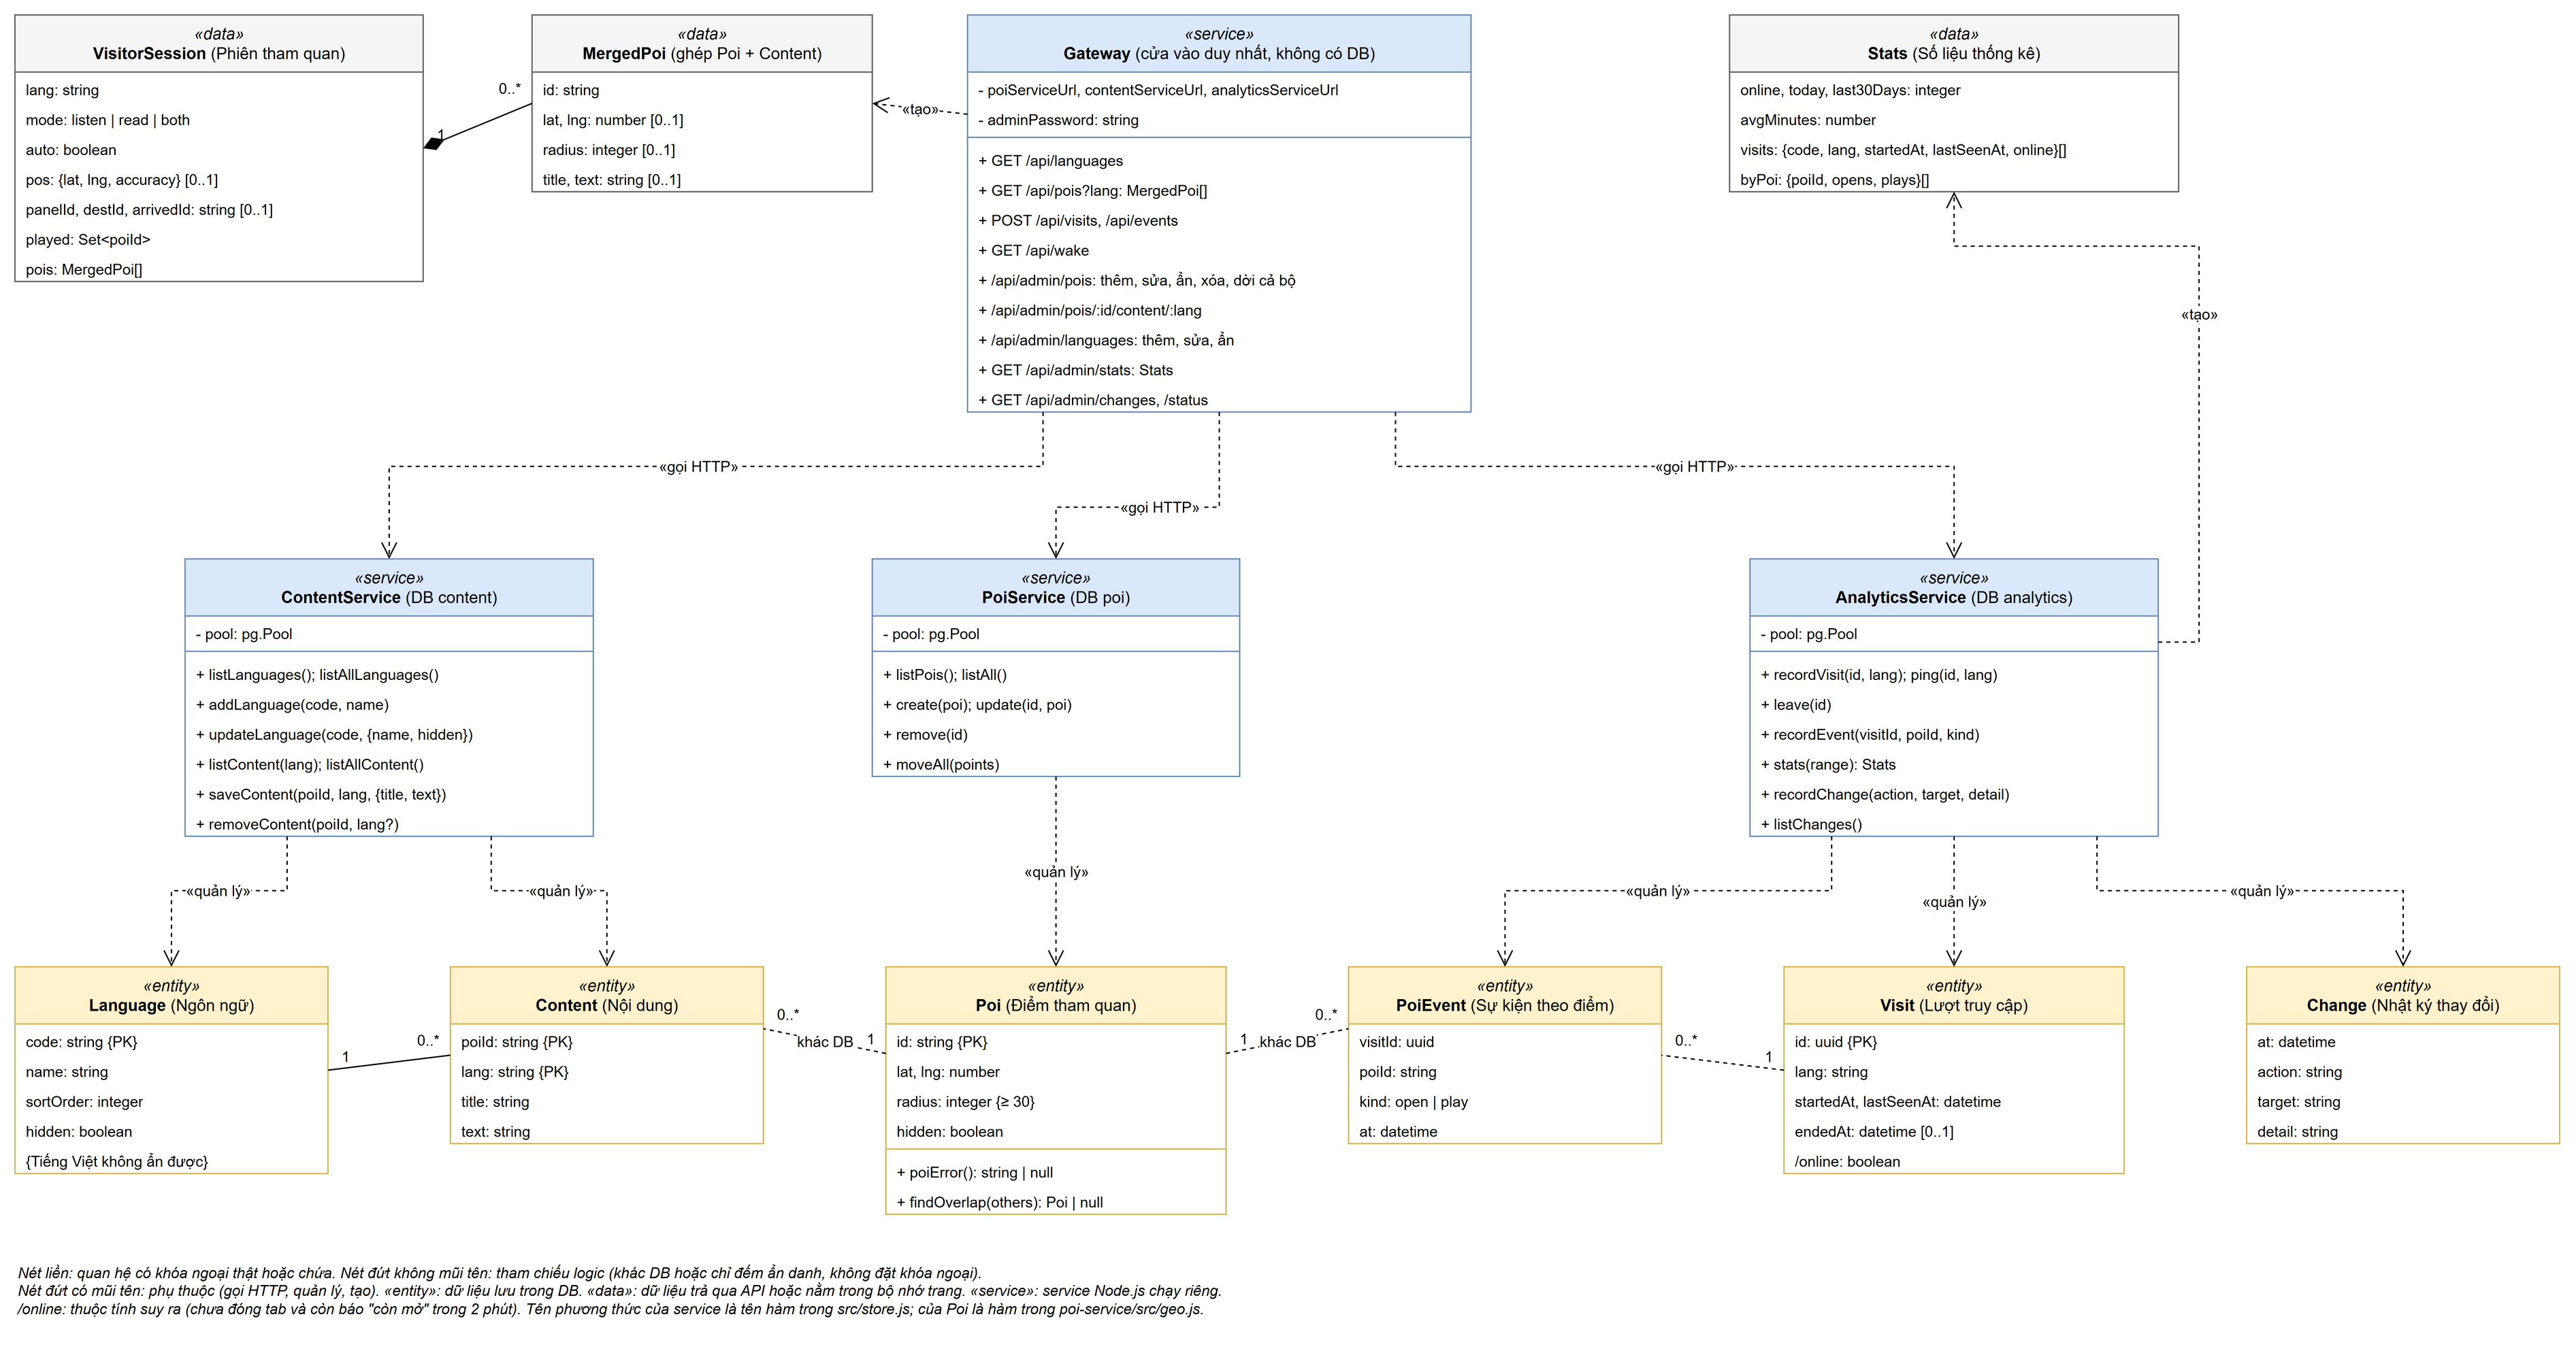 «data»
VisitorSession (Phiên tham quan)
lang: string
mode: listen | read | both
auto: boolean
pos: {lat, lng, accuracy} [0..1]
panelId, destId, arrivedId: string [0..1]
played: Set<poiId>
pois: MergedPoi[]
1
0..*
«data»
MergedPoi (ghép Poi + Content)
id: string
lat, lng: number [0..1]
radius: integer [0..1]
title, text: string [0..1]
«tạo»
«service»
Gateway (cửa vào duy nhất, không có DB)
- poiServiceUrl, contentServiceUrl, analyticsServiceUrl
- adminPassword: string
+ GET /api/languages
+ GET /api/pois?lang: MergedPoi[]
+ POST /api/visits, /api/events
+ GET /api/wake
+ /api/admin/pois: thêm, sửa, ẩn, xóa, dời cả bộ
+ /api/admin/pois/:id/content/:lang
+ /api/admin/languages: thêm, sửa, ẩn
+ GET /api/admin/stats: Stats
+ GET /api/admin/changes, /status
«data»
Stats (Số liệu thống kê)
online, today, last30Days: integer
avgMinutes: number
visits: {code, lang, startedAt, lastSeenAt, online}[]
byPoi: {poiId, opens, plays}[]
«tạo»
«gọi HTTP»
«gọi HTTP»
«gọi HTTP»
«service»
ContentService (DB content)
- pool: pg.Pool
+ listLanguages(); listAllLanguages()
+ addLanguage(code, name)
+ updateLanguage(code, {name, hidden})
+ listContent(lang); listAllContent()
+ saveContent(poiId, lang, {title, text})
+ removeContent(poiId, lang?)
«service»
PoiService (DB poi)
- pool: pg.Pool
+ listPois(); listAll()
+ create(poi); update(id, poi)
+ remove(id)
+ moveAll(points)
«service»
AnalyticsService (DB analytics)
- pool: pg.Pool
+ recordVisit(id, lang); ping(id, lang)
+ leave(id)
+ recordEvent(visitId, poiId, kind)
+ stats(range): Stats
+ recordChange(action, target, detail)
+ listChanges()
«quản lý»
«quản lý»
«quản lý»
«quản lý»
«quản lý»
«quản lý»
«entity»
Language (Ngôn ngữ)
code: string {PK}
name: string
sortOrder: integer
hidden: boolean
{Tiếng Việt không ẩn được}
1
0..*
«entity»
Content (Nội dung)
poiId: string {PK}
lang: string {PK}
title: string
text: string
0..*
khác DB
1
«entity»
Poi (Điểm tham quan)
id: string {PK}
lat, lng: number
radius: integer {≥ 30}
hidden: boolean
+ poiError(): string | null
+ findOverlap(others): Poi | null
1
khác DB
0..*
«entity»
PoiEvent (Sự kiện theo điểm)
visitId: uuid
poiId: string
kind: open | play
at: datetime
0..*
1
«entity»
Visit (Lượt truy cập)
id: uuid {PK}
lang: string
startedAt, lastSeenAt: datetime
endedAt: datetime [0..1]
/online: boolean
«entity»
Change (Nhật ký thay đổi)
at: datetime
action: string
target: string
detail: string
Nét liền: quan hệ có khóa ngoại thật hoặc chứa. Nét đứt không mũi tên: tham chiếu logic (khác DB hoặc chỉ đếm ẩn danh, không đặt khóa ngoại).
Nét đứt có mũi tên: phụ thuộc (gọi HTTP, quản lý, tạo). «entity»: dữ liệu lưu trong DB. «data»: dữ liệu trả qua API hoặc nằm trong bộ nhớ trang. «service»: service Node.js chạy riêng.
/online: thuộc tính suy ra (chưa đóng tab và còn báo "còn mở" trong 2 phút). Tên phương thức của service là tên hàm trong src/store.js; của Poi là hàm trong poi-service/src/geo.js.